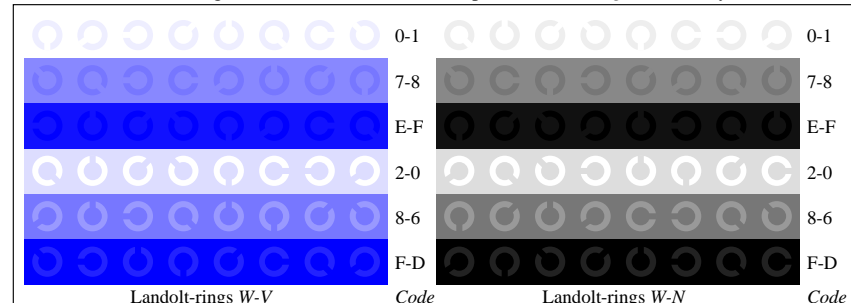 0-1 0-1
7-8 7-8
E-F E-F
2-0 2-0
8-6 8-6
F-D F-D
Landolt-rings W-V Code Landolt-rings W-N Code